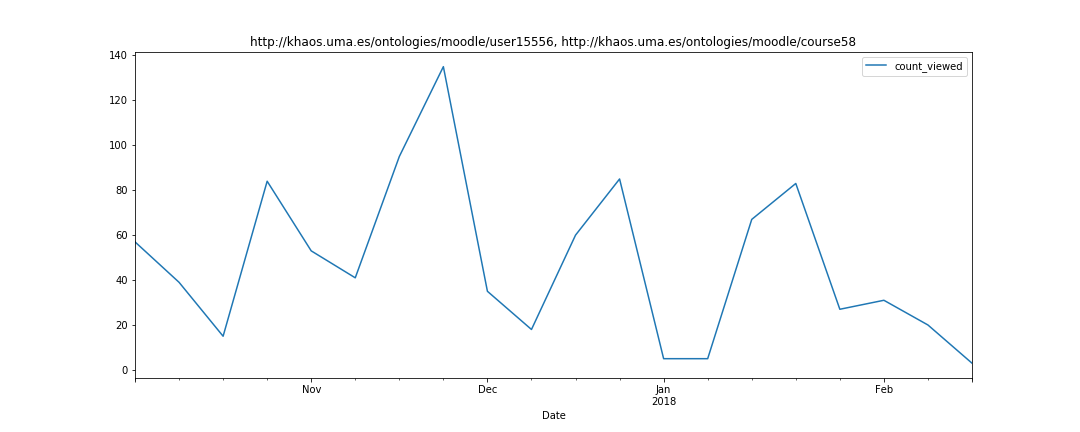 http://khaos.uma.es/ontologies/moodle/user15556, http://khaos.uma.es/ontologies/moodle/course58
count_viewed
140
120
100
80
60
40
20
0
Nov
Dec
Jan
2018
Feb
Date